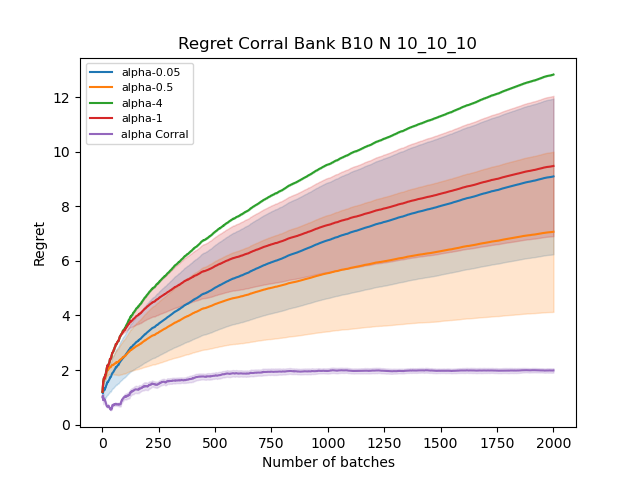 Regret Corral Bank B10 N 10_10_10
alpha-0.05
alpha-0.5
alpha-4
alpha-1
alpha Corral
Regret
12
10
8
6
4
2
0
0 250 500 750 1000 1250 1500 1750 2000
Number of batches